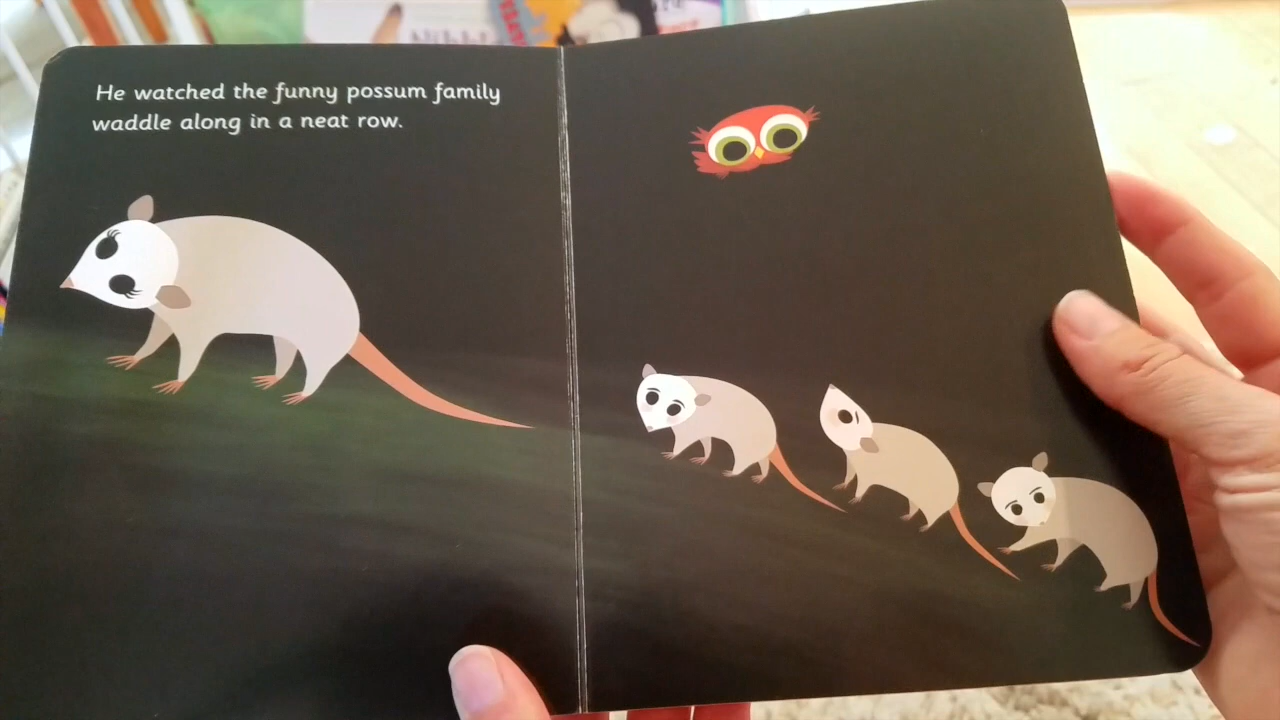 He watched the funny possum family
waddle along in a neat row.